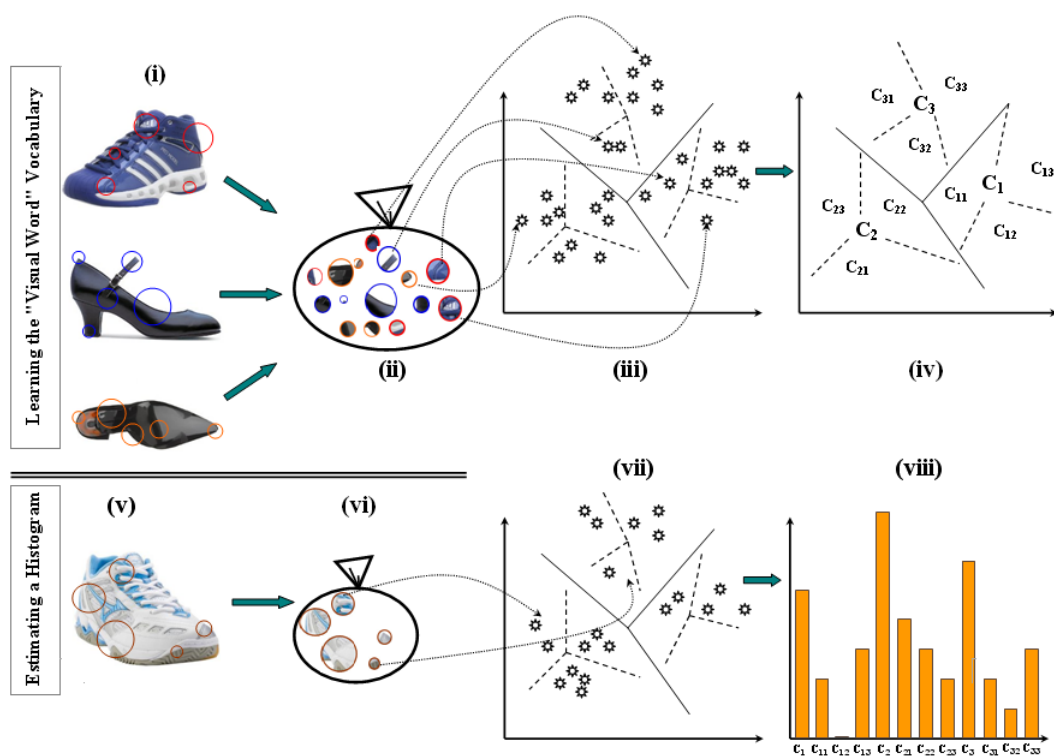 Learning the "Visual Word" Vocabulary
(i)
(ii)
(iii)
(iv)
C31
C33
C3
C32
C1
C13
C11
C23
C22
C12
C2
C21
Estimating a Histogram
(v)
(vi)
(vii)
(viii)
C1 C11 C12 C13 C2 C21 C22 C23 C3 C31 C32 C33